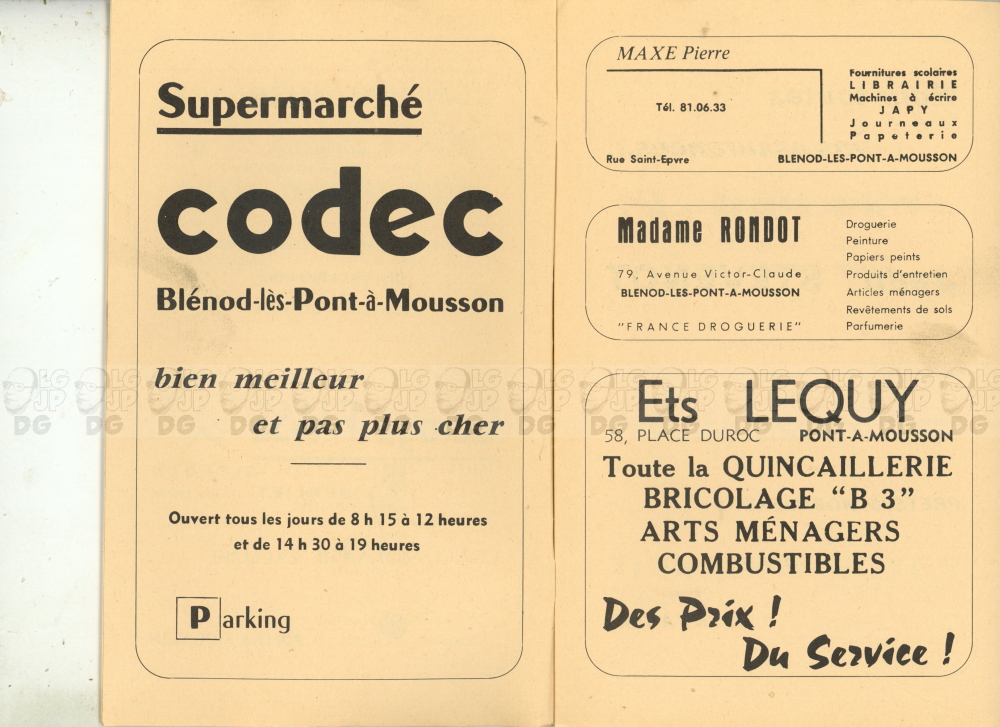 Supermarché
codec
Blénod-lès-Pont-à-Mousson
bien meilleur
et pas plus cher
Ouvert tous les jours de 8 h 15 à 12 heures
et de 14 h 30 à 19 heures
Parking
MAXE Pierre
Tél. 81.06.33
Fournitures scolaires
LIBRAIRIE
Machines à écrire
JAPY
Journeaux
Papeterie
Rue Saint-Epvre
BLENOD-LES-PONT-A-MOUSSON
Madame RONDOT
79, Avenue Victor-Claude
BLENOD-LES-PONT-A-MOUSSON
"FRANCE DROGUERIE"
Droguerie
Peinture
Papiers peints
Produits d'entretien
Articles ménagers
Revêtements de sols
Parfumerie
Ets LEQUY
58, PLACE DUROC PONT-A-MOUSSON
Toute la QUINCAILLERIE
BRICOLAGE "B 3"
ARTS MÉNAGERS
COMBUSTIBLES
Des Prix !
Du Service !